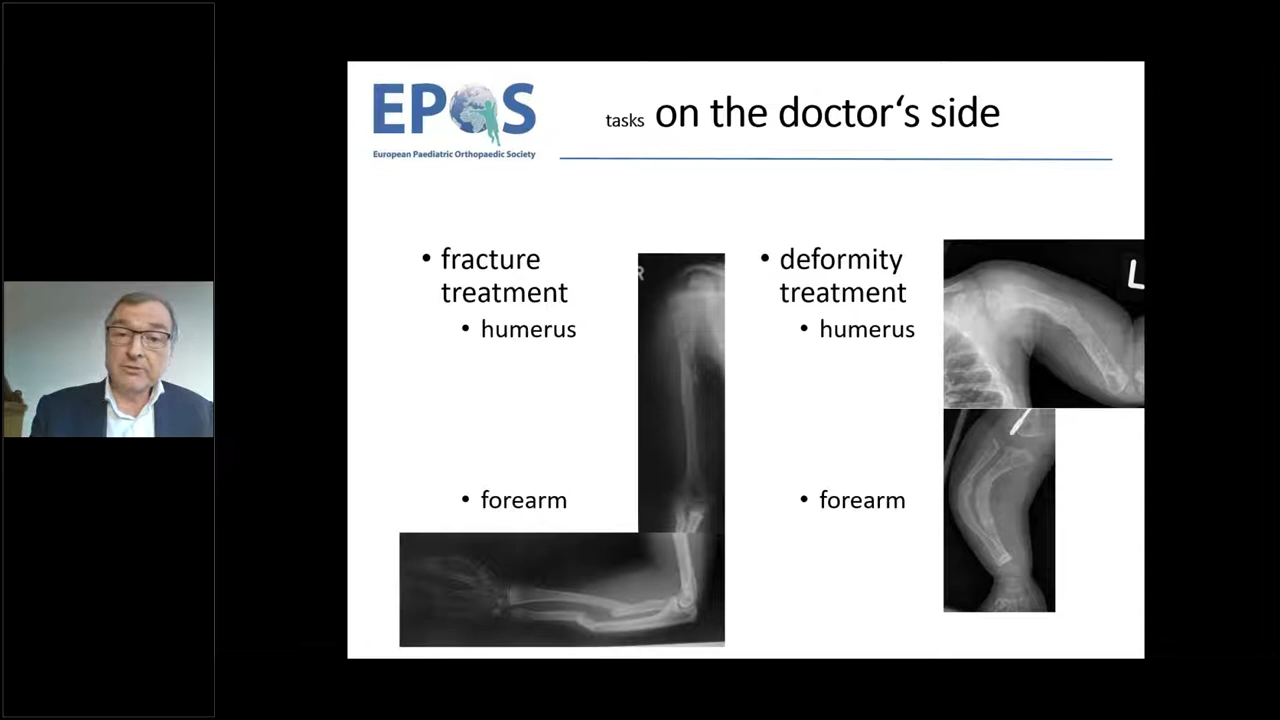 EPOS
European Paediatric Orthopaedic Society
tasks on the doctor‘s side
• fracture
treatment
• humerus
• forearm
R
• deformity
treatment
• humerus
• forearm
L